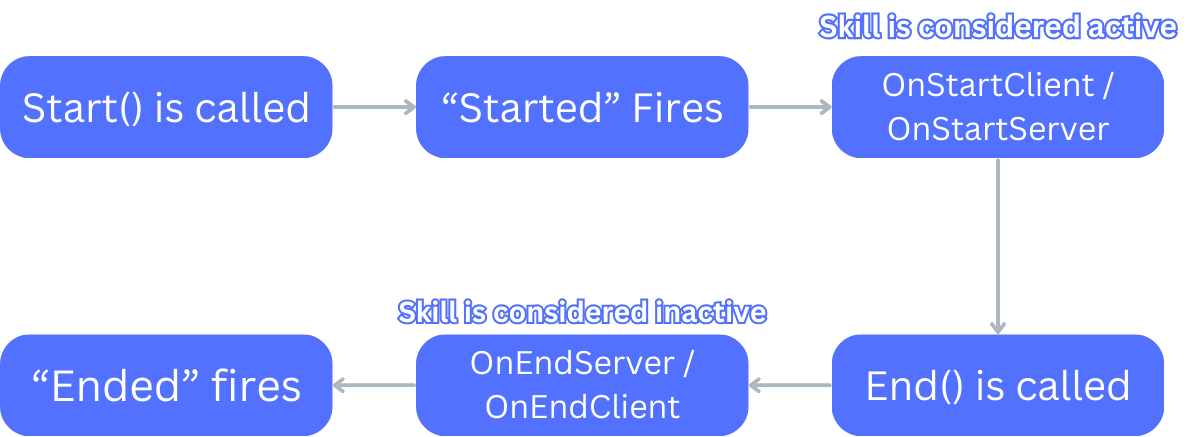 Skill is considered active
Start() is called
“Started” Fires
OnStartClient /
OnStartServer
Skill is considered inactive
“Ended” fires
OnEndServer /
OnEndClient
End() is called